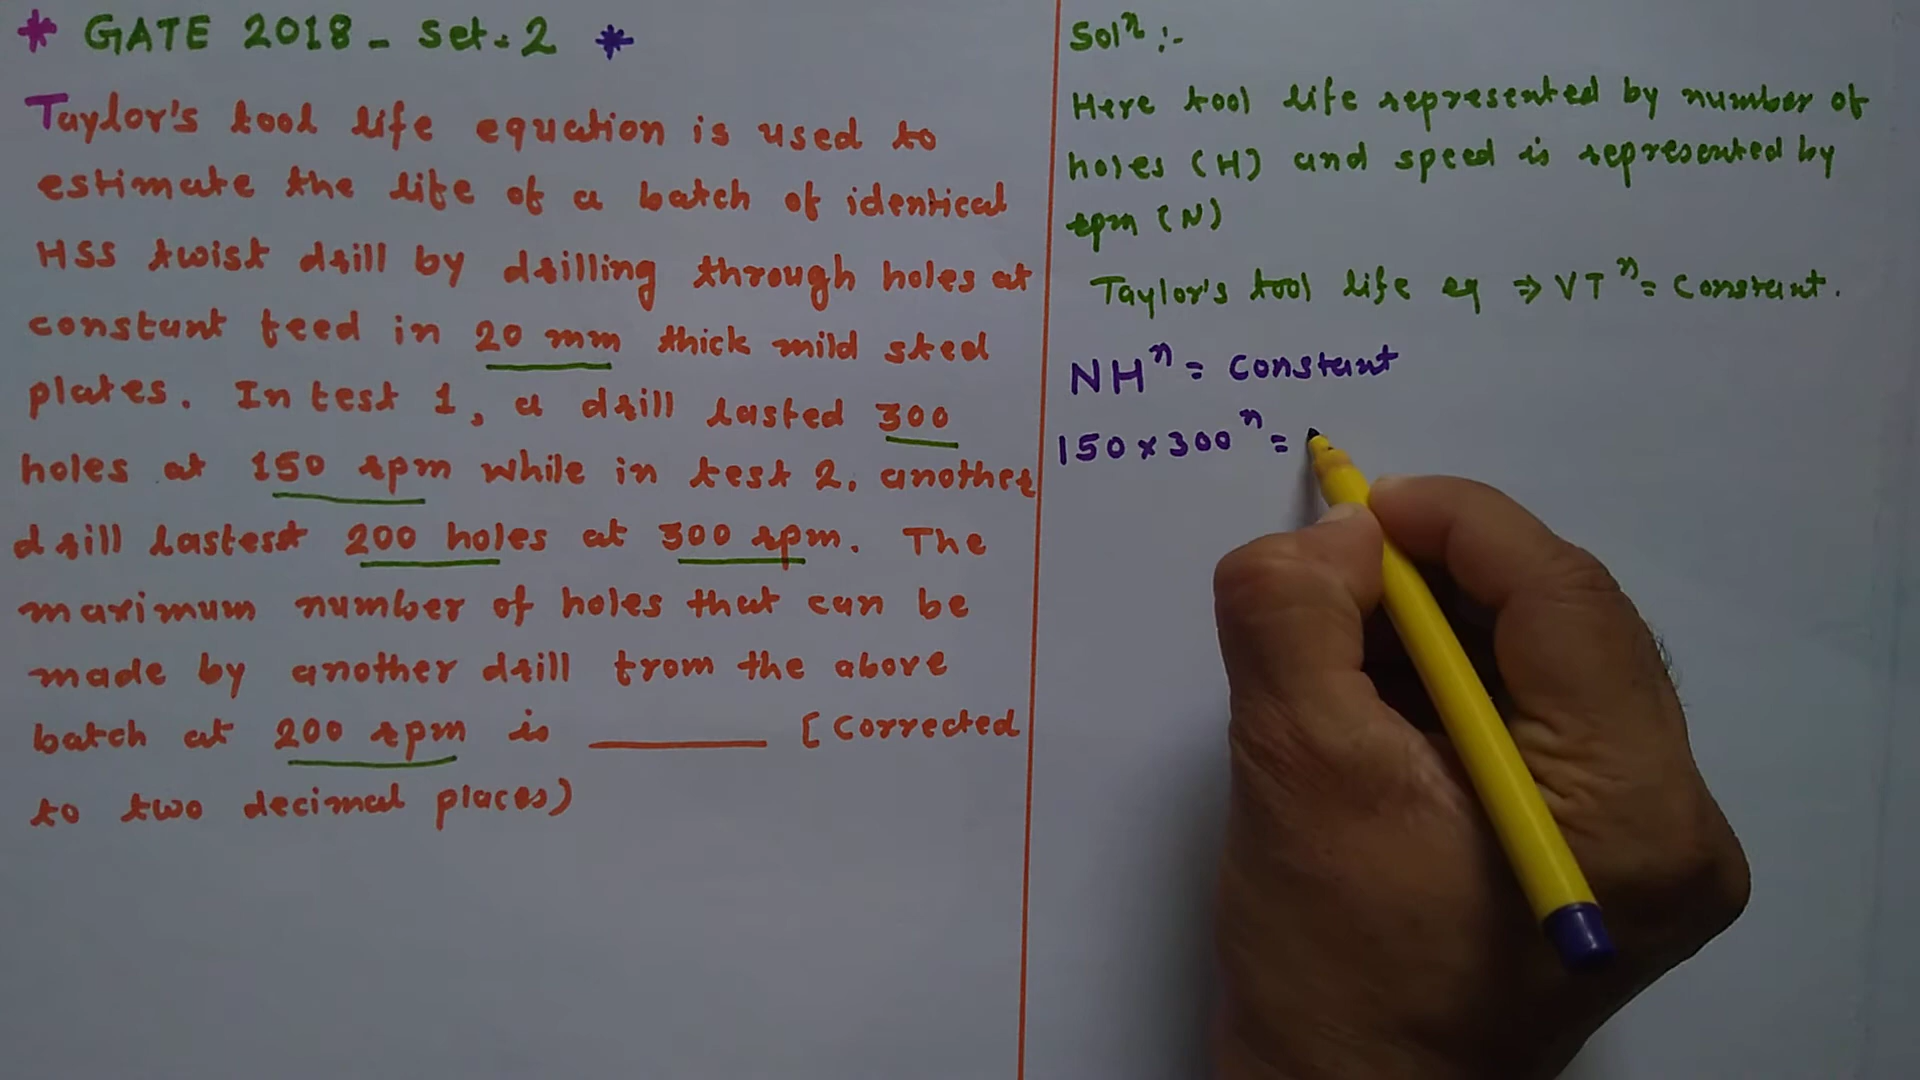 * GATE 2018 - Set-2 *
Taylor's tool life equation is used to
estimate the life of a batch of identical
HSS twist drill by drilling through holes at
constant feed in 20 mm thick mild steel
plates. In test 1, a drill lasted 300
holes at 150 rpm while in test 2, another
drill lastest 200 holes at 300 rpm. The
maximum number of holes that can be
made by another drill from the above
batch at 200 rpm is ______ [Corrected
to two decimal places)
Solⁿ :-
Here tool life represented by number of
holes (H) and speed is represented by
rpm (N)
Taylor's tool life eq ⇒ VTⁿ = Constant.
NHⁿ = Constant
150 × 300ⁿ =